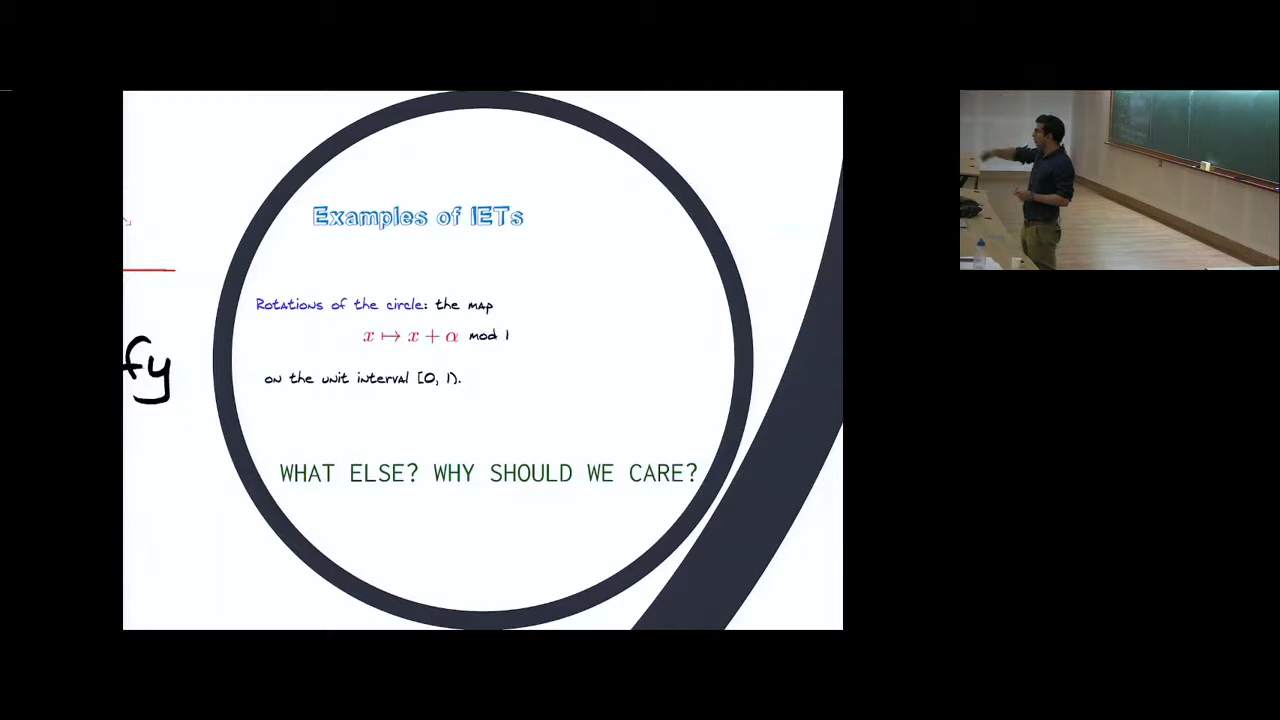 Examples of IETs
fy
Rotations of the circle: the map
x ↦ x + α mod 1
on the unit interval [0, 1).
WHAT ELSE? WHY SHOULD WE CARE?